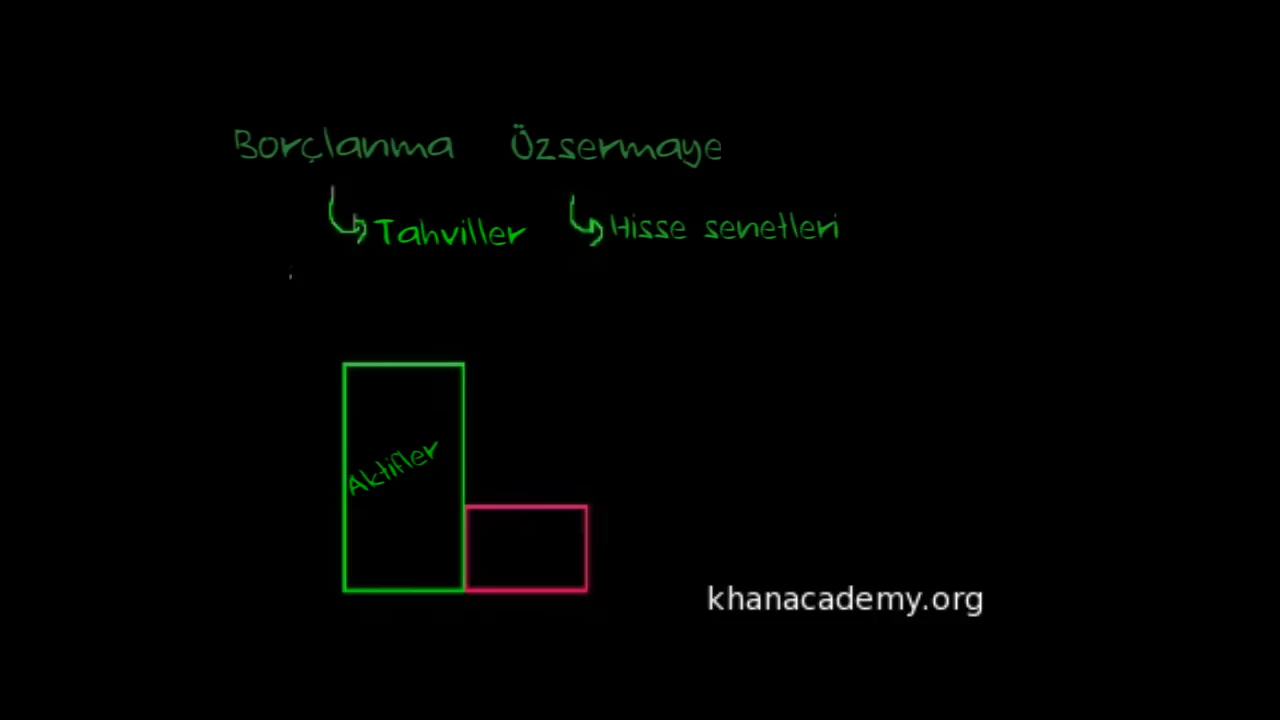 Borçlanma Özsermaye
Tahviller Hisse senetleri
Aktifler
khanacademy.org